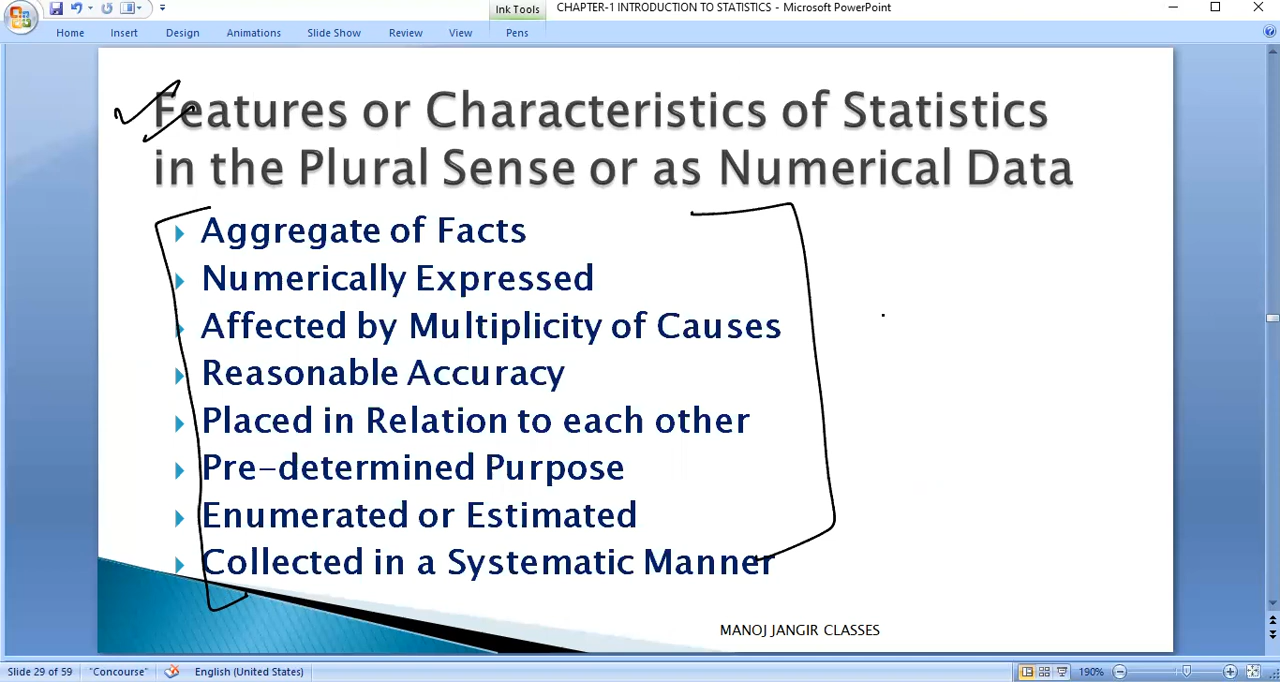 Ink Tools
CHAPTER-1 INTRODUCTION TO STATISTICS - Microsoft PowerPoint
Home Insert Design Animations Slide Show Review View Pens
Features or Characteristics of Statistics
in the Plural Sense or as Numerical Data
Aggregate of Facts
Numerically Expressed
Affected by Multiplicity of Causes
Reasonable Accuracy
Placed in Relation to each other
Pre-determined Purpose
Enumerated or Estimated
Collected in a Systematic Manner
MANOJ JANGIR CLASSES
Slide 29 of 59 "Concourse" English (United States) 190%